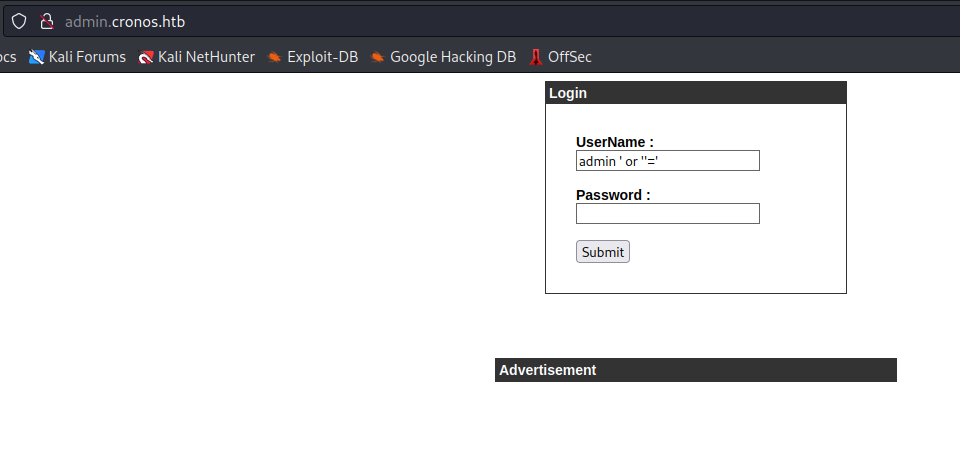 admin.cronos.htb
ocs Kali Forums Kali NetHunter Exploit-DB Google Hacking DB OffSec
Login
UserName :
admin ' or ''='
Password :
Submit
Advertisement